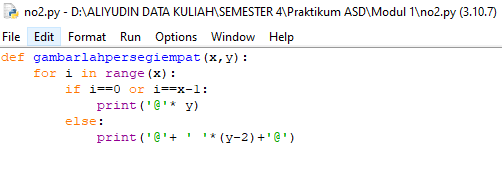 no2.py - D:\ALIYUDIN DATA KULIAH\SEMESTER 4\Praktikum ASD\Modul 1\no2.py (3.10.7)
File Edit Format Run Options Window Help
def gambarlahpersegiempat(x,y):
    for i in range(x):
        if i==0 or i==x-1:
            print('@'* y)
        else:
            print('@'+ ' '*(y-2)+'@')